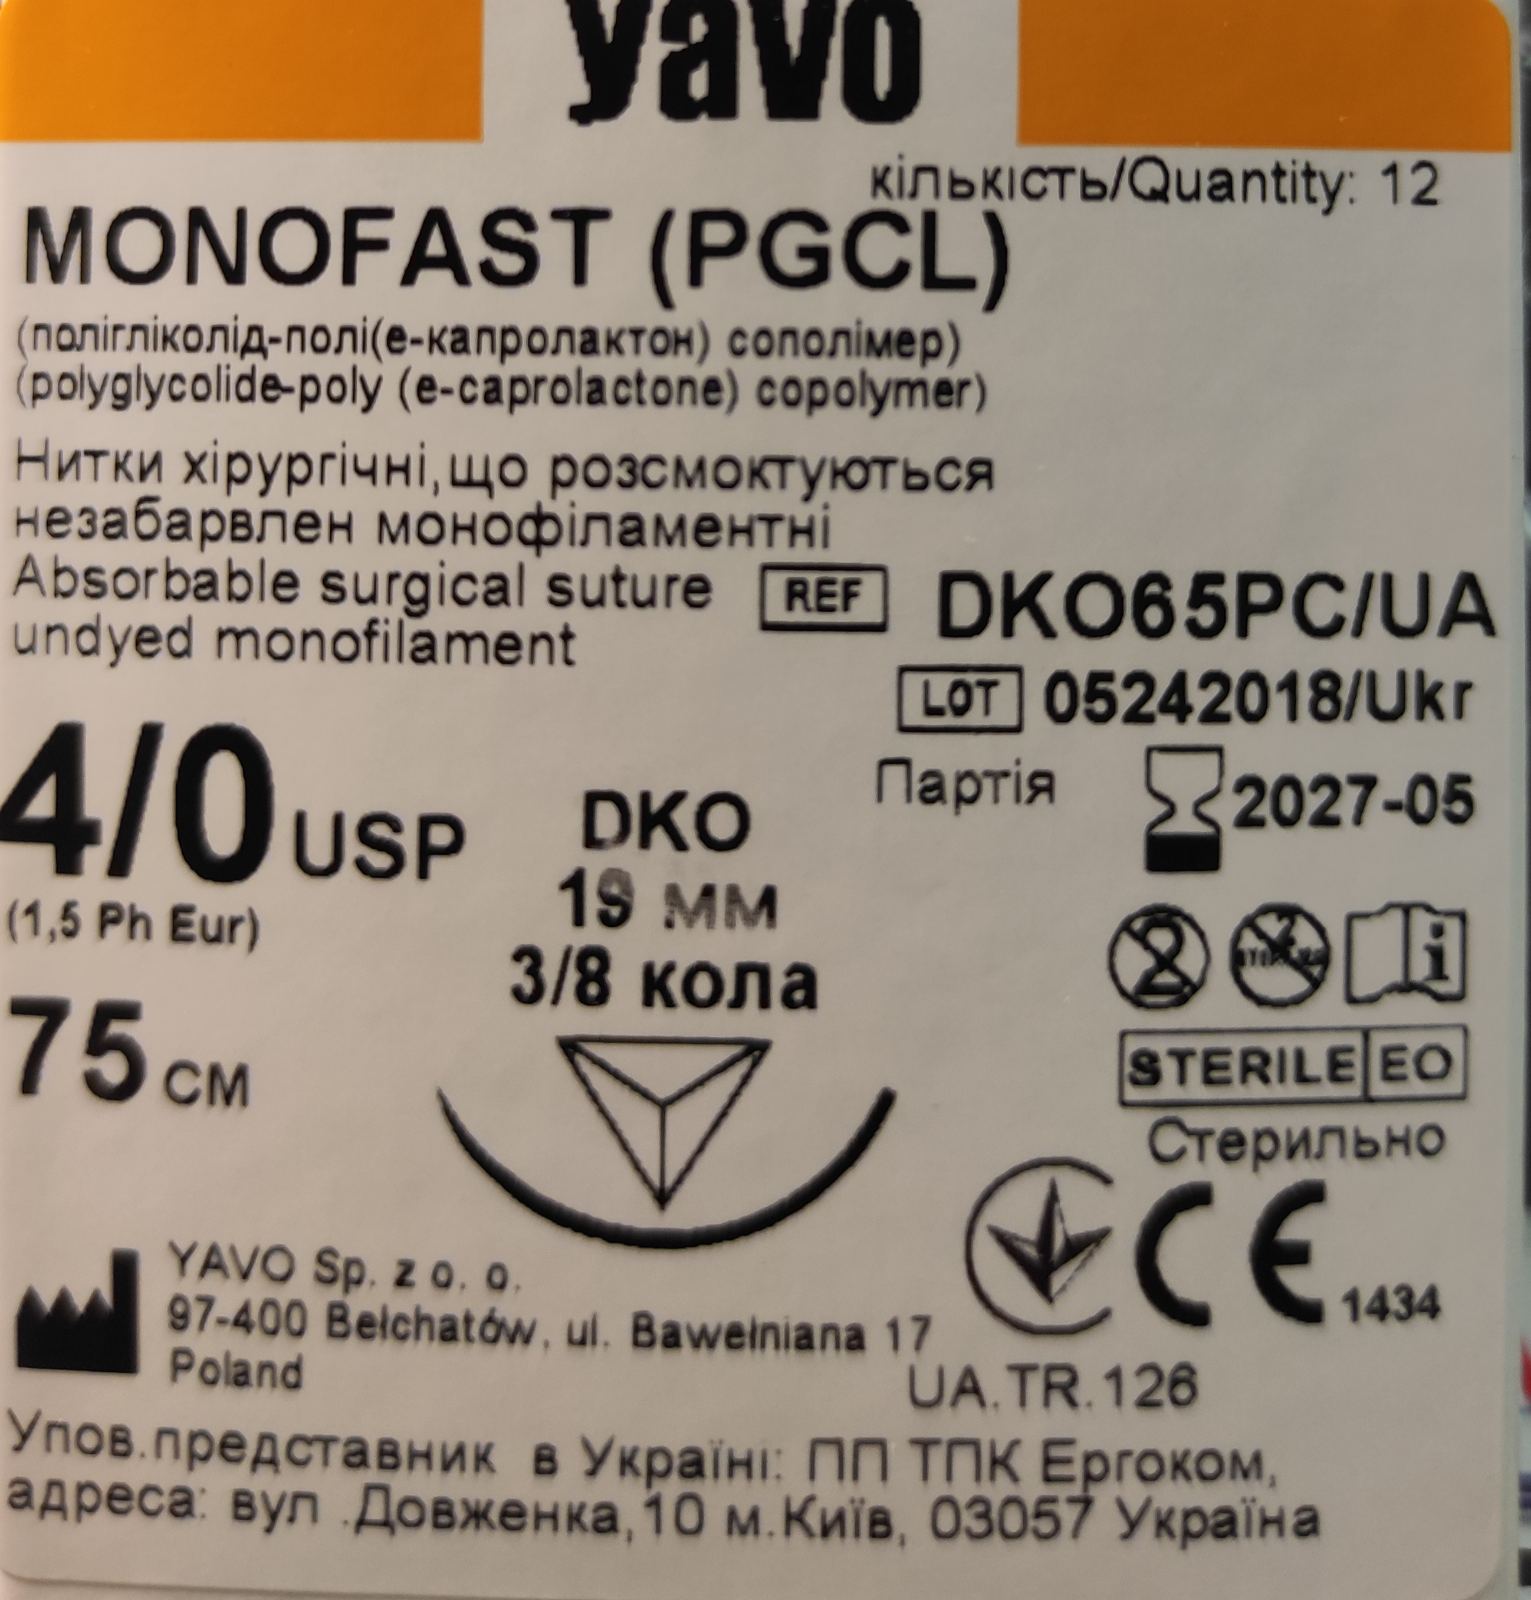 yavo
кількість/Quantity: 12
MONOFAST (PGCL)
(полігліколід-полі(е-капролактон) сополімер)
(polyglycolide-poly (e-caprolactone) copolymer)
Нитки хірургічні,що розсмоктуються
незабарвлен монофіламентні
Absorbable surgical suture
undyed monofilament
REF DKO65PC/UA
LOT 05242018/Ukr
Партія
2027-05
4/0 USP
(1,5 Ph Eur)
75 см
DKO
19 мм
3/8 кола
2
i
STERILE EO
Стерильно
CE 1434
UA.TR.126
YAVO Sp. z o. o.
97-400 Bełchatów, ul. Bawełniana 17
Poland
Упов.представник в Україні: ПП ТПК Ергоком,
адреса: вул .Довженка,10 м.Київ, 03057 Україна